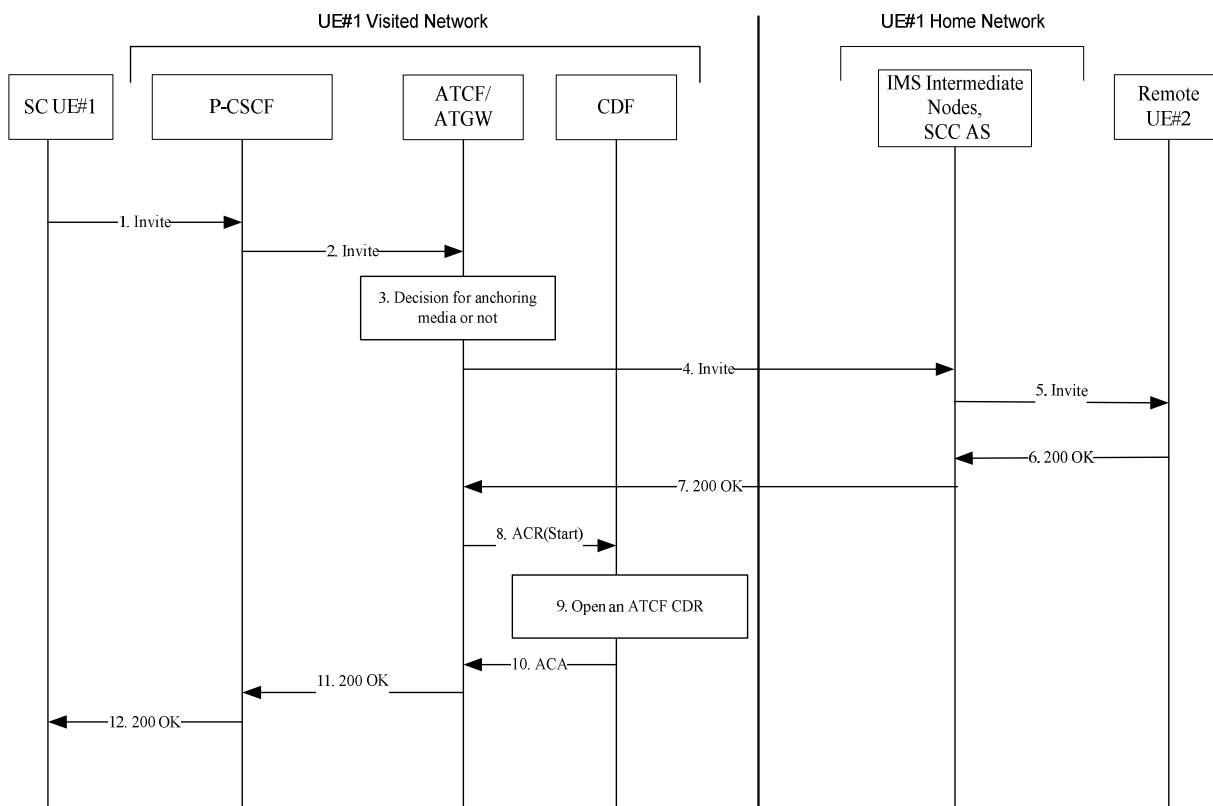 UE#1 Visited Network
UE#1 Home Network
SC UE#1
P-CSCF
ATCF/
ATGW
CDF
IMS Intermediate
Nodes,
SCC AS
Remote
UE#2
1. Invite
2. Invite
3. Decision for anchoring
media or not
4. Invite
5. Invite
6. 200 OK
7. 200 OK
8. ACR(Start)
9. Open an ATCF CDR
10. ACA
11. 200 OK
12. 200 OK